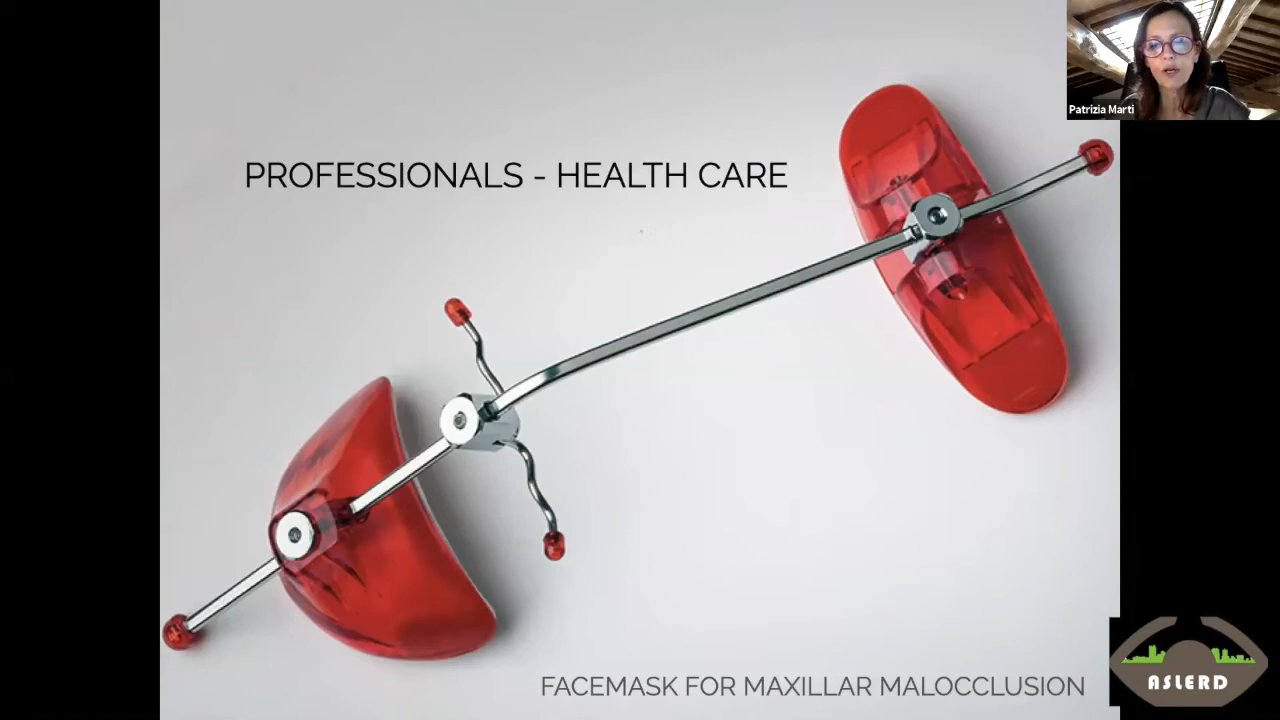 Patrizia Marti
PROFESSIONALS - HEALTH CARE
FACEMASK FOR MAXILLAR MALOCCLUSION
ASLERD